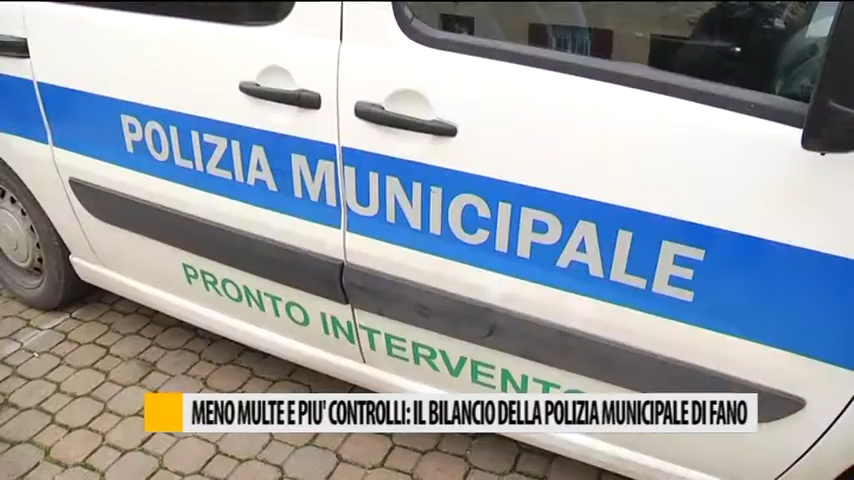 POLIZIA MUNICIPALE
PRONTO INTERVENTO
MENO MULTE E PIU' CONTROLLI: IL BILANCIO DELLA POLIZIA MUNICIPALE DI FANO